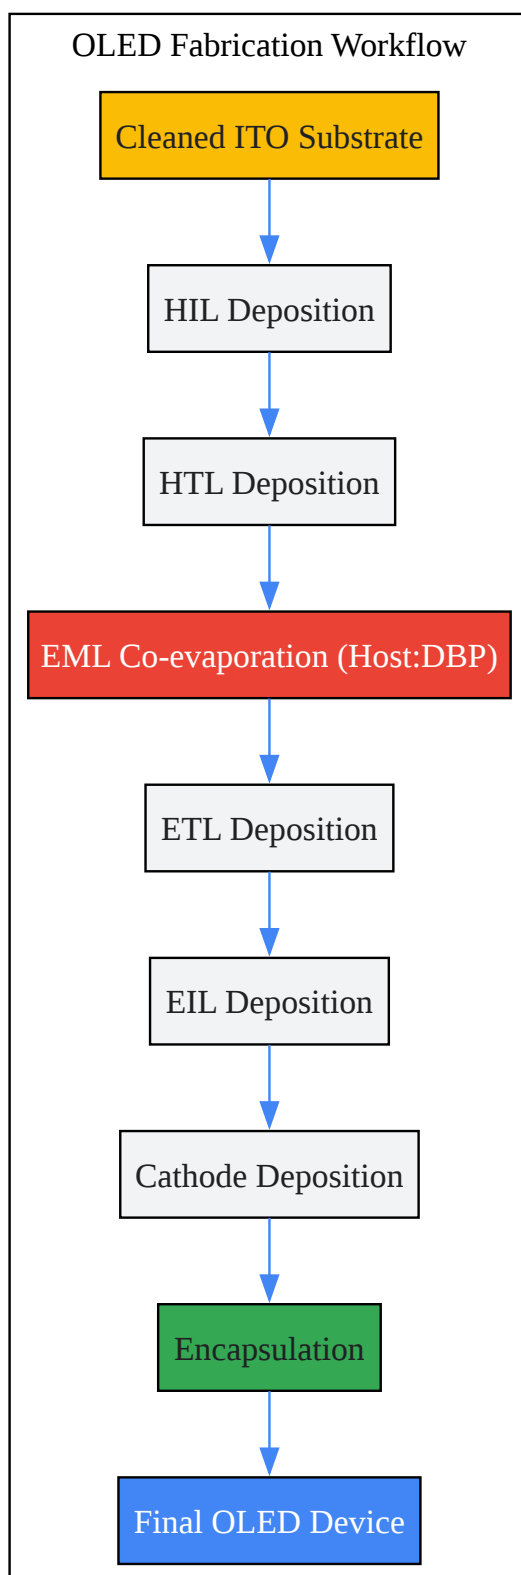 OLED Fabrication Workflow
Cleaned ITO Substrate
HIL Deposition
HTL Deposition
EML Co-evaporation (Host:DBP)
ETL Deposition
EIL Deposition
Cathode Deposition
Encapsulation
Final OLED Device